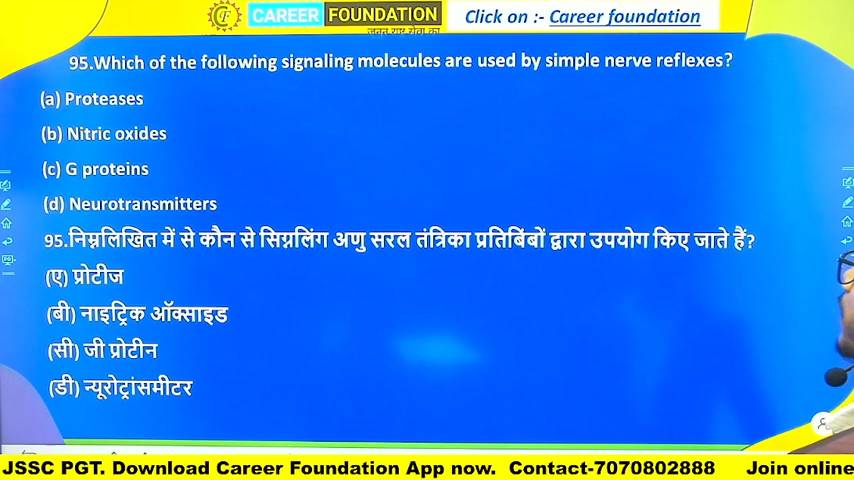 CAREER FOUNDATION
जनन राष्ट्र सेवा का
Click on :- Career foundation
95.Which of the following signaling molecules are used by simple nerve reflexes?
(a) Proteases
(b) Nitric oxides
(c) G proteins
(d) Neurotransmitters
95.निम्नलिखित में से कौन से सिग्नलिंग अणु सरल तंत्रिका प्रतिबिंबों द्वारा उपयोग किए जाते हैं?
(ए) प्रोटीज
(बी) नाइट्रिक ऑक्साइड
(सी) जी प्रोटीन
(डी) न्यूरोट्रांसमीटर
JSSC PGT. Download Career Foundation App now. Contact-7070802888 Join online